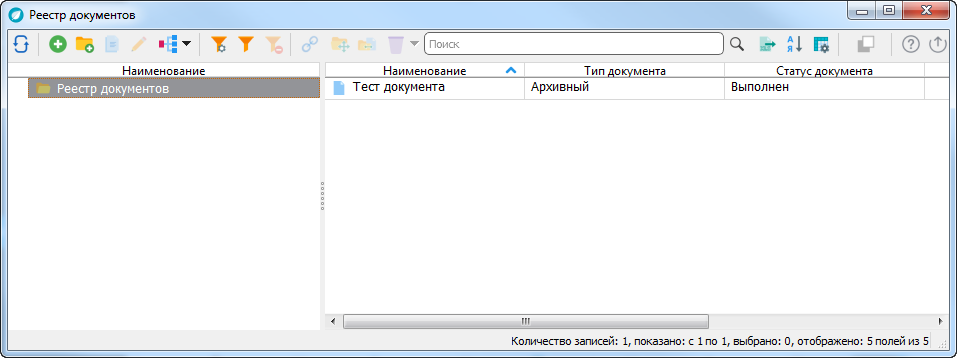 Реестр документов
Поиск
А
Я
Наименование
Реестр документов
Наименование Тип документа Статус документа
Тест документа Архивный Выполнен
Количество записей: 1, показано: с 1 по 1, выбрано: 0, отображено: 5 полей из 5